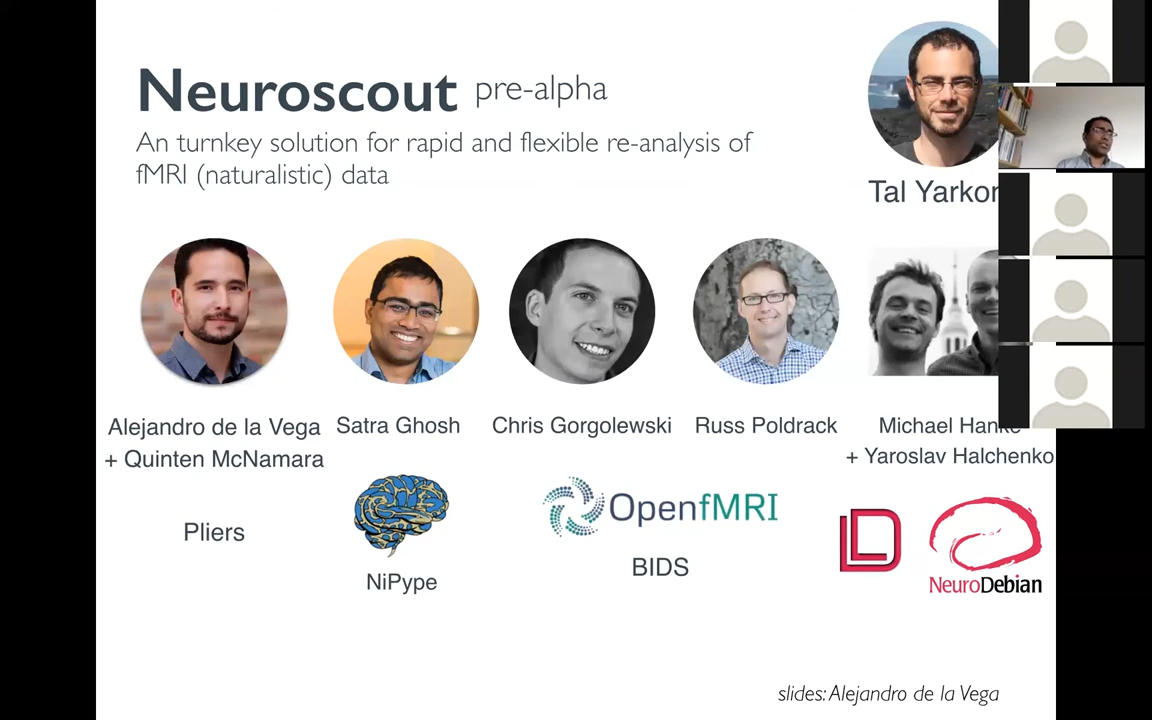 Neuroscout pre-alpha
An turnkey solution for rapid and flexible re-analysis of
fMRI (naturalistic) data
Tal Yarkon
Alejandro de la Vega
+ Quinten McNamara
Satra Ghosh
Chris Gorgolewski
Russ Poldrack
Michael Hanke
+ Yaroslav Halchenko
Pliers
NiPype
OpenfMRI
BIDS
LD
NeuroDebian
slides: Alejandro de la Vega